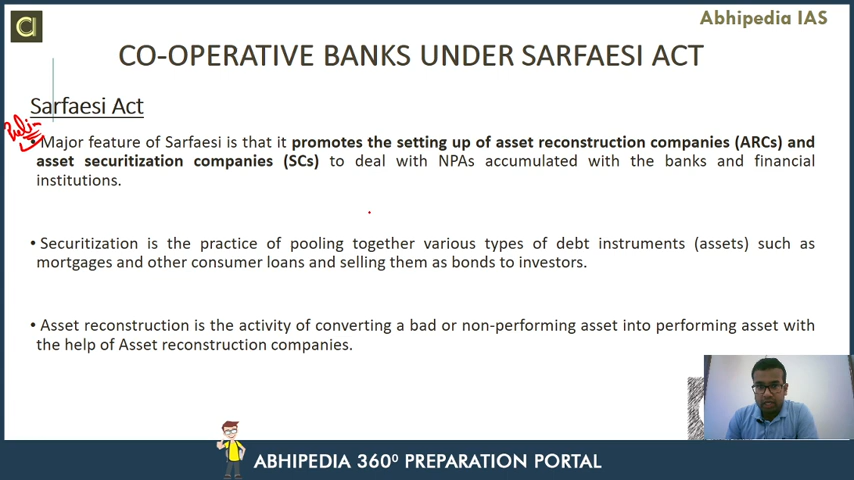 Abhipedia IAS
CO-OPERATIVE BANKS UNDER SARFAESI ACT
Sarfaesi Act
• Major feature of Sarfaesi is that it promotes the setting up of asset reconstruction companies (ARCs) and
asset securitization companies (SCs) to deal with NPAs accumulated with the banks and financial
institutions.
• Securitization is the practice of pooling together various types of debt instruments (assets) such as
mortgages and other consumer loans and selling them as bonds to investors.
• Asset reconstruction is the activity of converting a bad or non-performing asset into performing asset with
the help of Asset reconstruction companies.
ABHIPEDIA 360⁰ PREPARATION PORTAL